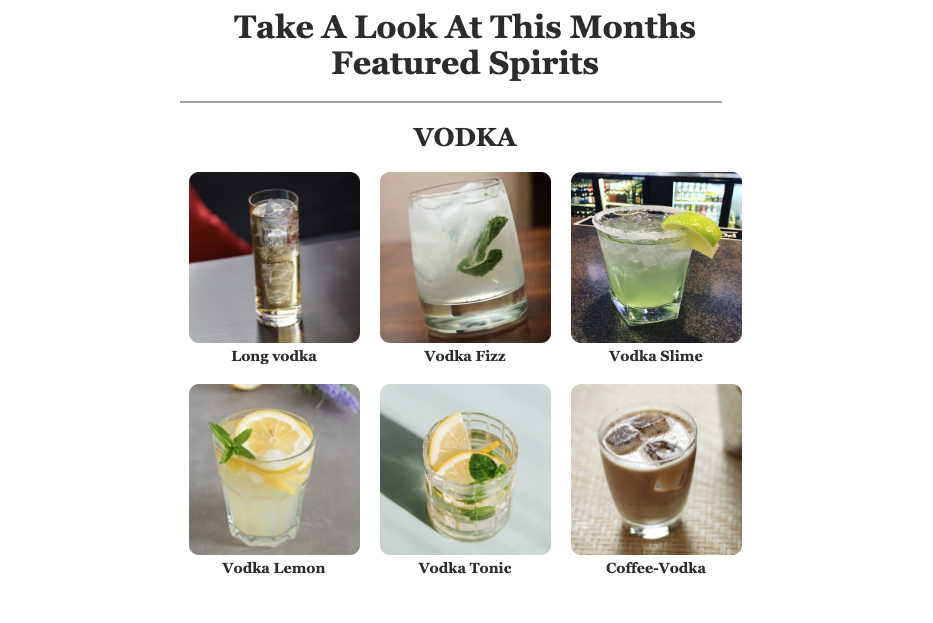 Take A Look At This Months
Featured Spirits
VODKA
Long vodka
Vodka Fizz
Vodka Slime
Vodka Lemon
Vodka Tonic
Coffee-Vodka